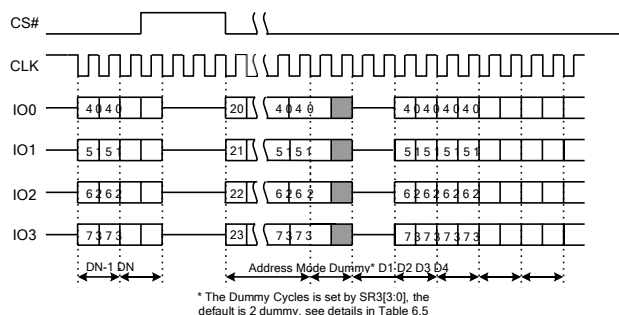 CS#
CLK
IO0 4 0 4 0 20 4 0 4 0 4 0 4 0 4 0 4 0
IO1 5 1 5 1 21 5 1 5 1 5 1 5 1 5 1 5 1
IO2 6 2 6 2 22 6 2 6 2 6 2 6 2 6 2 6 2
IO3 7 3 7 3 23 7 3 7 3 7 3 7 3 7 3 7 3
DN-1 DN Address Mode Dummy* D1 D2 D3 D4
* The Dummy Cycles is set by SR3[3:0], the
default is 2 dummy, see details in Table 6.5